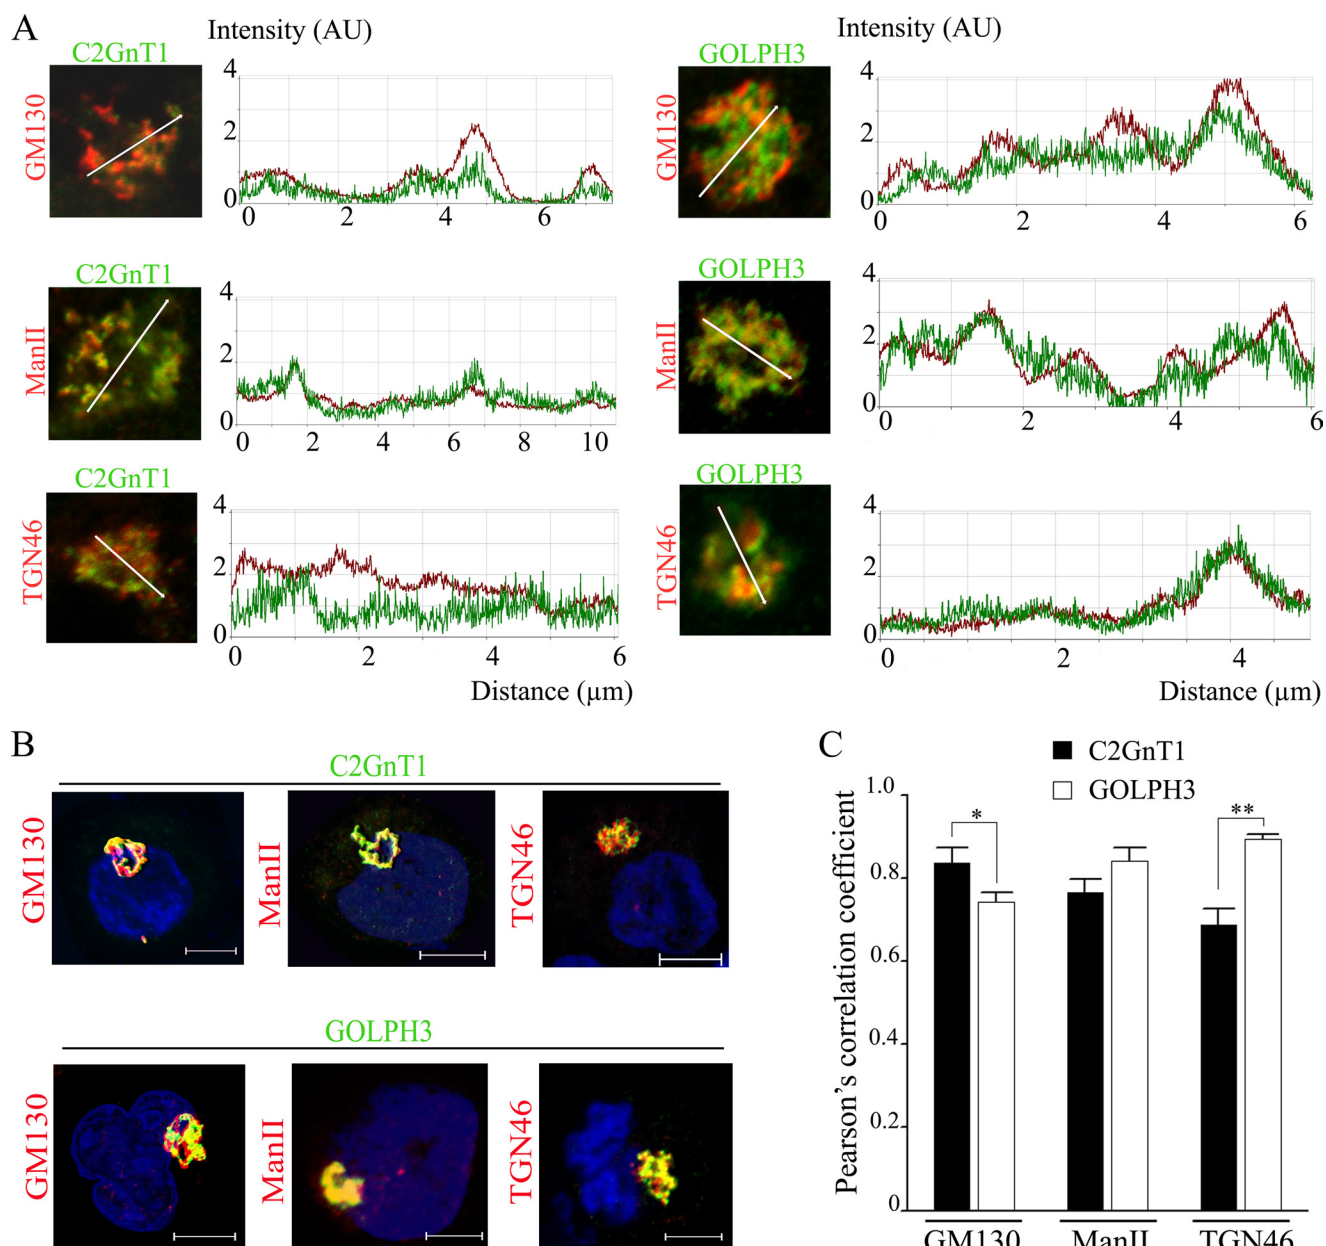 A
Intensity (AU)
C2GnT1
GM130
4
2
0
0 2 4 6
C2GnT1
ManII
4
2
0
0 2 4 6 8 10
C2GnT1
TGN46
4
2
0
0 2 4 6
Distance (μm)
Intensity (AU)
GOLPH3
GM130
4
2
0
0 2 4 6
GOLPH3
ManII
4
2
0
0 2 4 6
GOLPH3
TGN46
4
2
0
2 4
Distance (μm)
B
C2GnT1
GM130
ManII
TGN46
GOLPH3
GM130
ManII
TGN46
C
C2GnT1
GOLPH3
Pearson's correlation coefficient
1.0
0.8
0.6
0.4
0.2
0
*
**
GM130 ManII TGN46